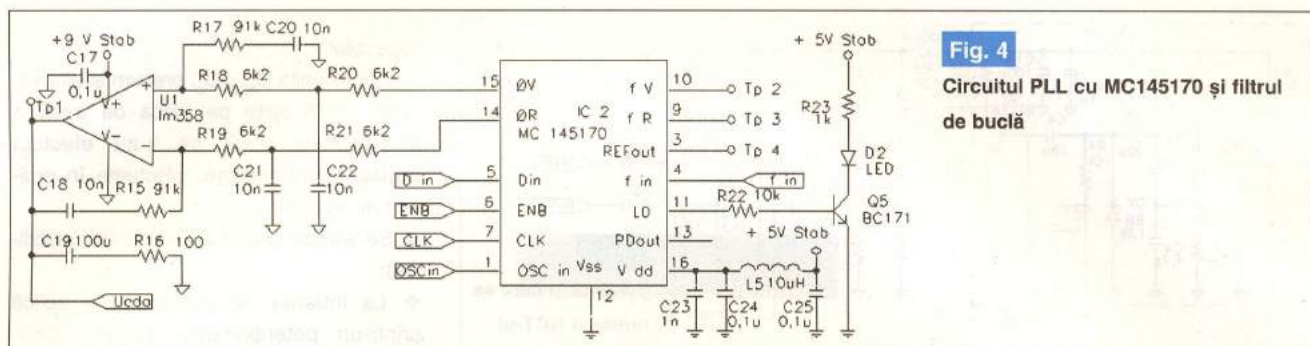 +9 V Stab
C17
0,1u
Tp1
V+
V-
+
-
U1
lm358
R17 91k
C20 10n
R18 6k2
R20 6k2
R19 6k2
R21 6k2
C21
10n
C22
10n
C18 10n
R15 91k
C19 100u
R16 100
Ucda
D in
ENB
CLK
OSCin
15 ØV
14 ØR
5 Din
6 ENB
7 CLK
1 OSC in
IC 2
MC 145170
Vss
12
f V 10
f R 9
REFout 3
f in 4
LD 11
PDout 13
V dd 16
Tp 2
Tp 3
Tp 4
f in
R22 10k
+ 5V Stab
R23
1k
D2
LED
Q5
BC171
+ 5V Stab
L5 10uH
C23
1n
C24
0,1u
C25
0,1u
Fig. 4
Circuitul PLL cu MC145170 și filtrul
de buclă